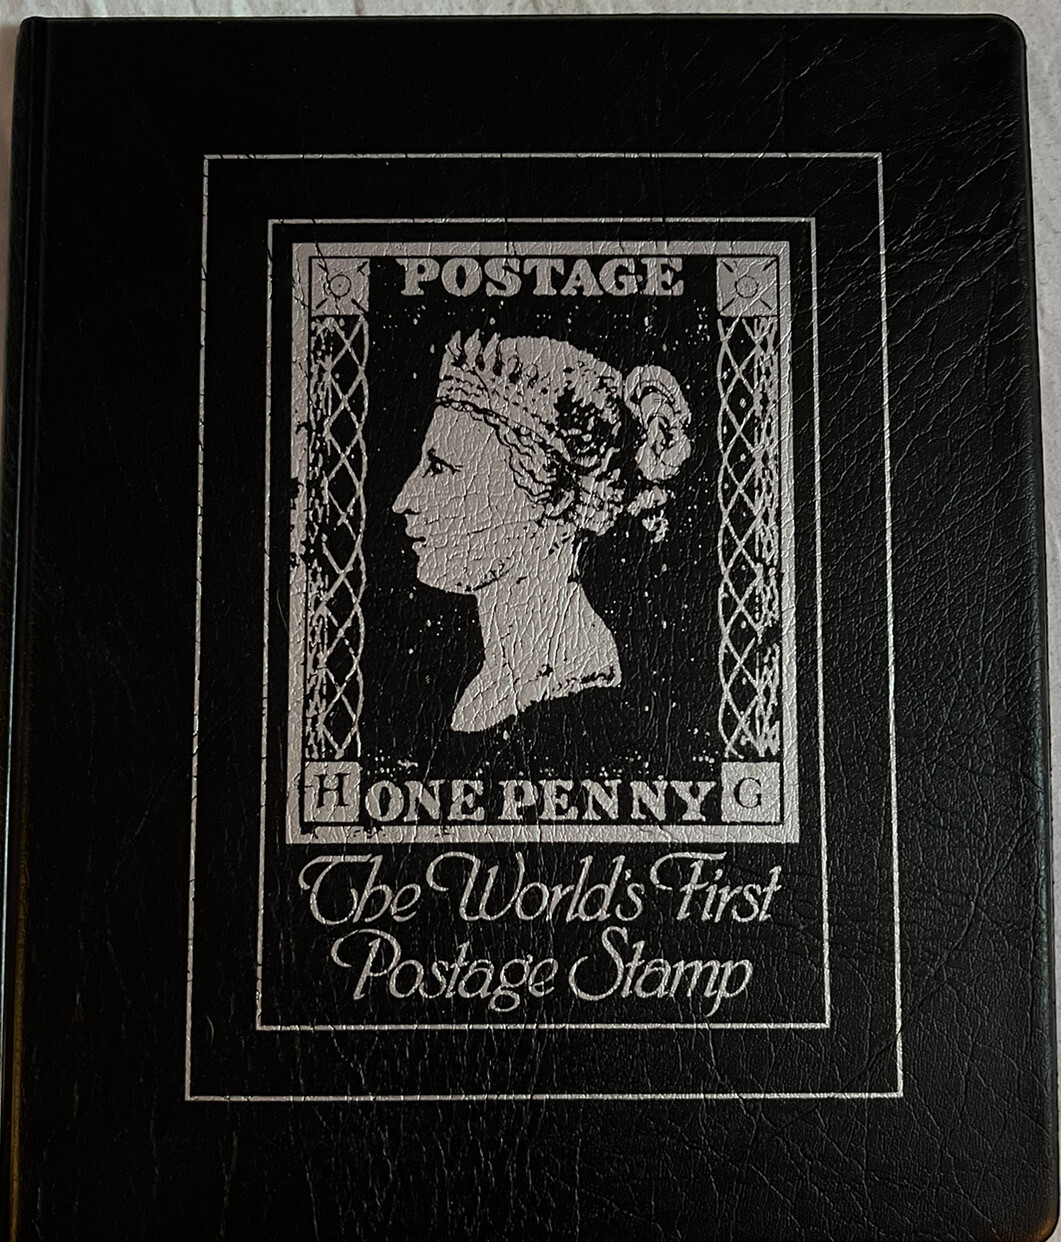 POSTAGE
H ONE PENNY G
The World's First
Postage Stamp